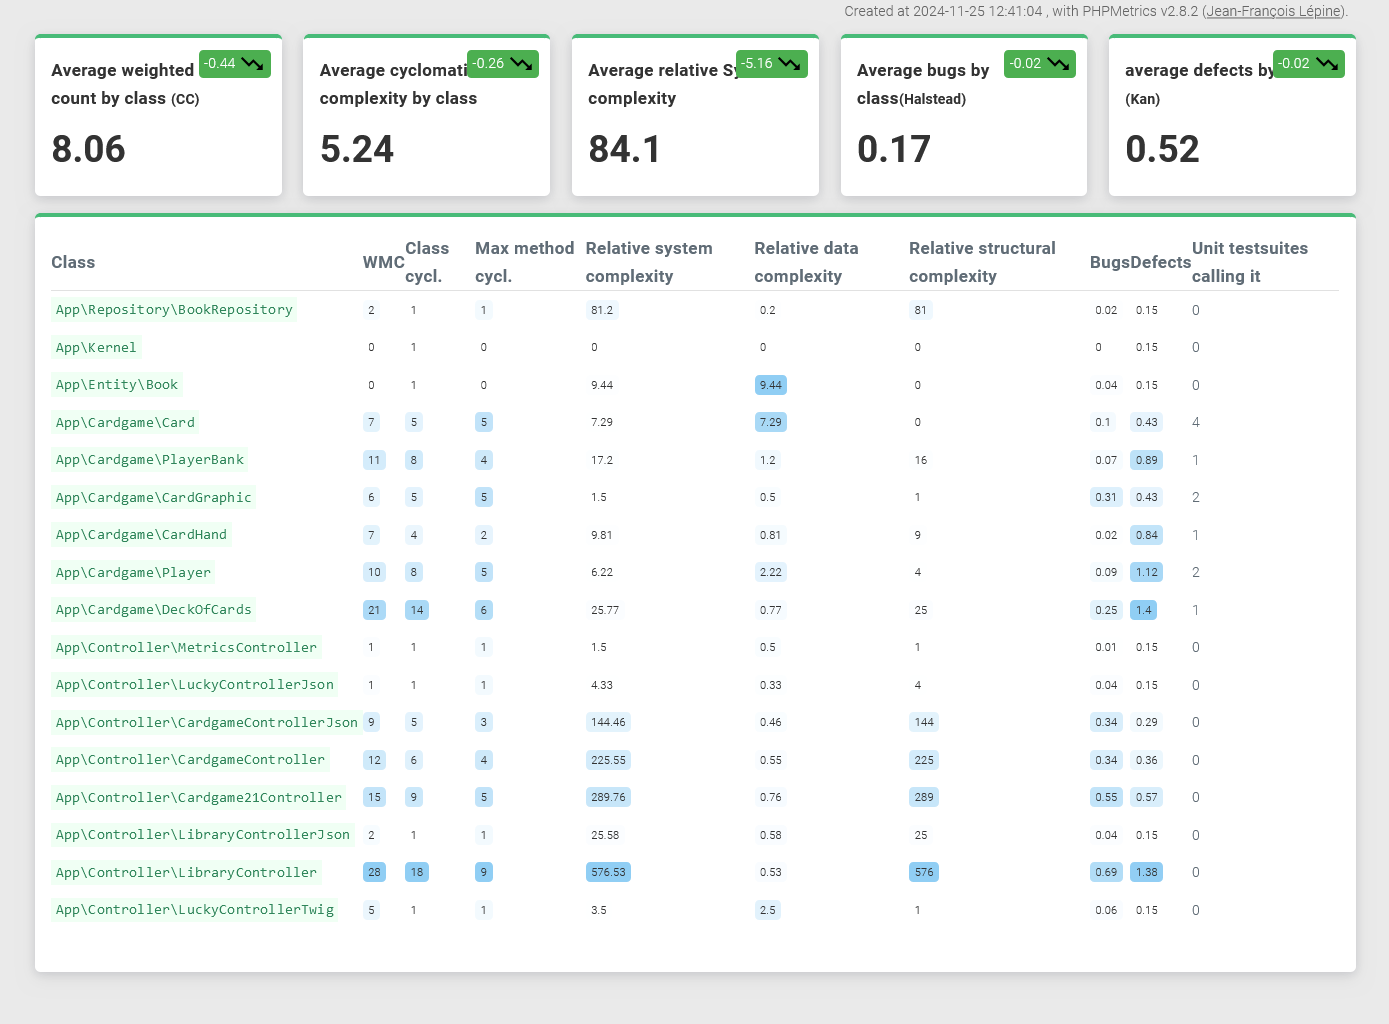 Created at 2024-11-25 12:41:04 , with PHPMetrics v2.8.2 (Jean-François Lépine).
Average weighted -0.44
count by class (CC)
8.06
-0.26
complexity by class
5.24
Average relative -5.16
complexity
84.1
Average bugs by -0.02
class(Halstead)
0.17
average defects by -0.02
(Kan)
0.52
Class WMC Class cycl. Max method cycl. Relative system complexity Relative data complexity Relative structural complexity Bugs Defects Unit testsuites calling it
App\Repository\BookRepository 2 1 1 81.2 0.2 81 0.02 0.15 0
App\Kernel 0 1 0 0 0 0 0 0.15 0
App\Entity\Book 0 1 0 9.44 9.44 0 0.04 0.15 0
App\Cardgame\Card 7 5 5 7.29 7.29 0 0.1 0.43 4
App\Cardgame\PlayerBank 11 8 4 17.2 1.2 16 0.07 0.89 1
App\Cardgame\CardGraphic 6 5 5 1.5 0.5 1 0.31 0.43 2
App\Cardgame\CardHand 7 4 2 9.81 0.81 9 0.02 0.84 1
App\Cardgame\Player 10 8 5 6.22 2.22 4 0.09 1.12 2
App\Cardgame\DeckOfCards 21 14 6 25.77 0.77 25 0.25 1.4 1
App\Controller\MetricsController 1 1 1 1.5 0.5 1 0.01 0.15 0
App\Controller\LuckyControllerJson 1 1 1 4.33 0.33 4 0.04 0.15 0
App\Controller\CardgameControllerJson 9 5 3 144.46 0.46 144 0.34 0.29 0
App\Controller\CardgameController 12 6 4 225.55 0.55 225 0.34 0.36 0
App\Controller\Cardgame21Controller 15 9 5 289.76 0.76 289 0.55 0.57 0
App\Controller\LibraryControllerJson 2 1 1 25.58 0.58 25 0.04 0.15 0
App\Controller\LibraryController 28 18 9 576.53 0.53 576 0.69 1.38 0
App\Controller\LuckyControllerTwig 5 1 1 3.5 2.5 1 0.06 0.15 0